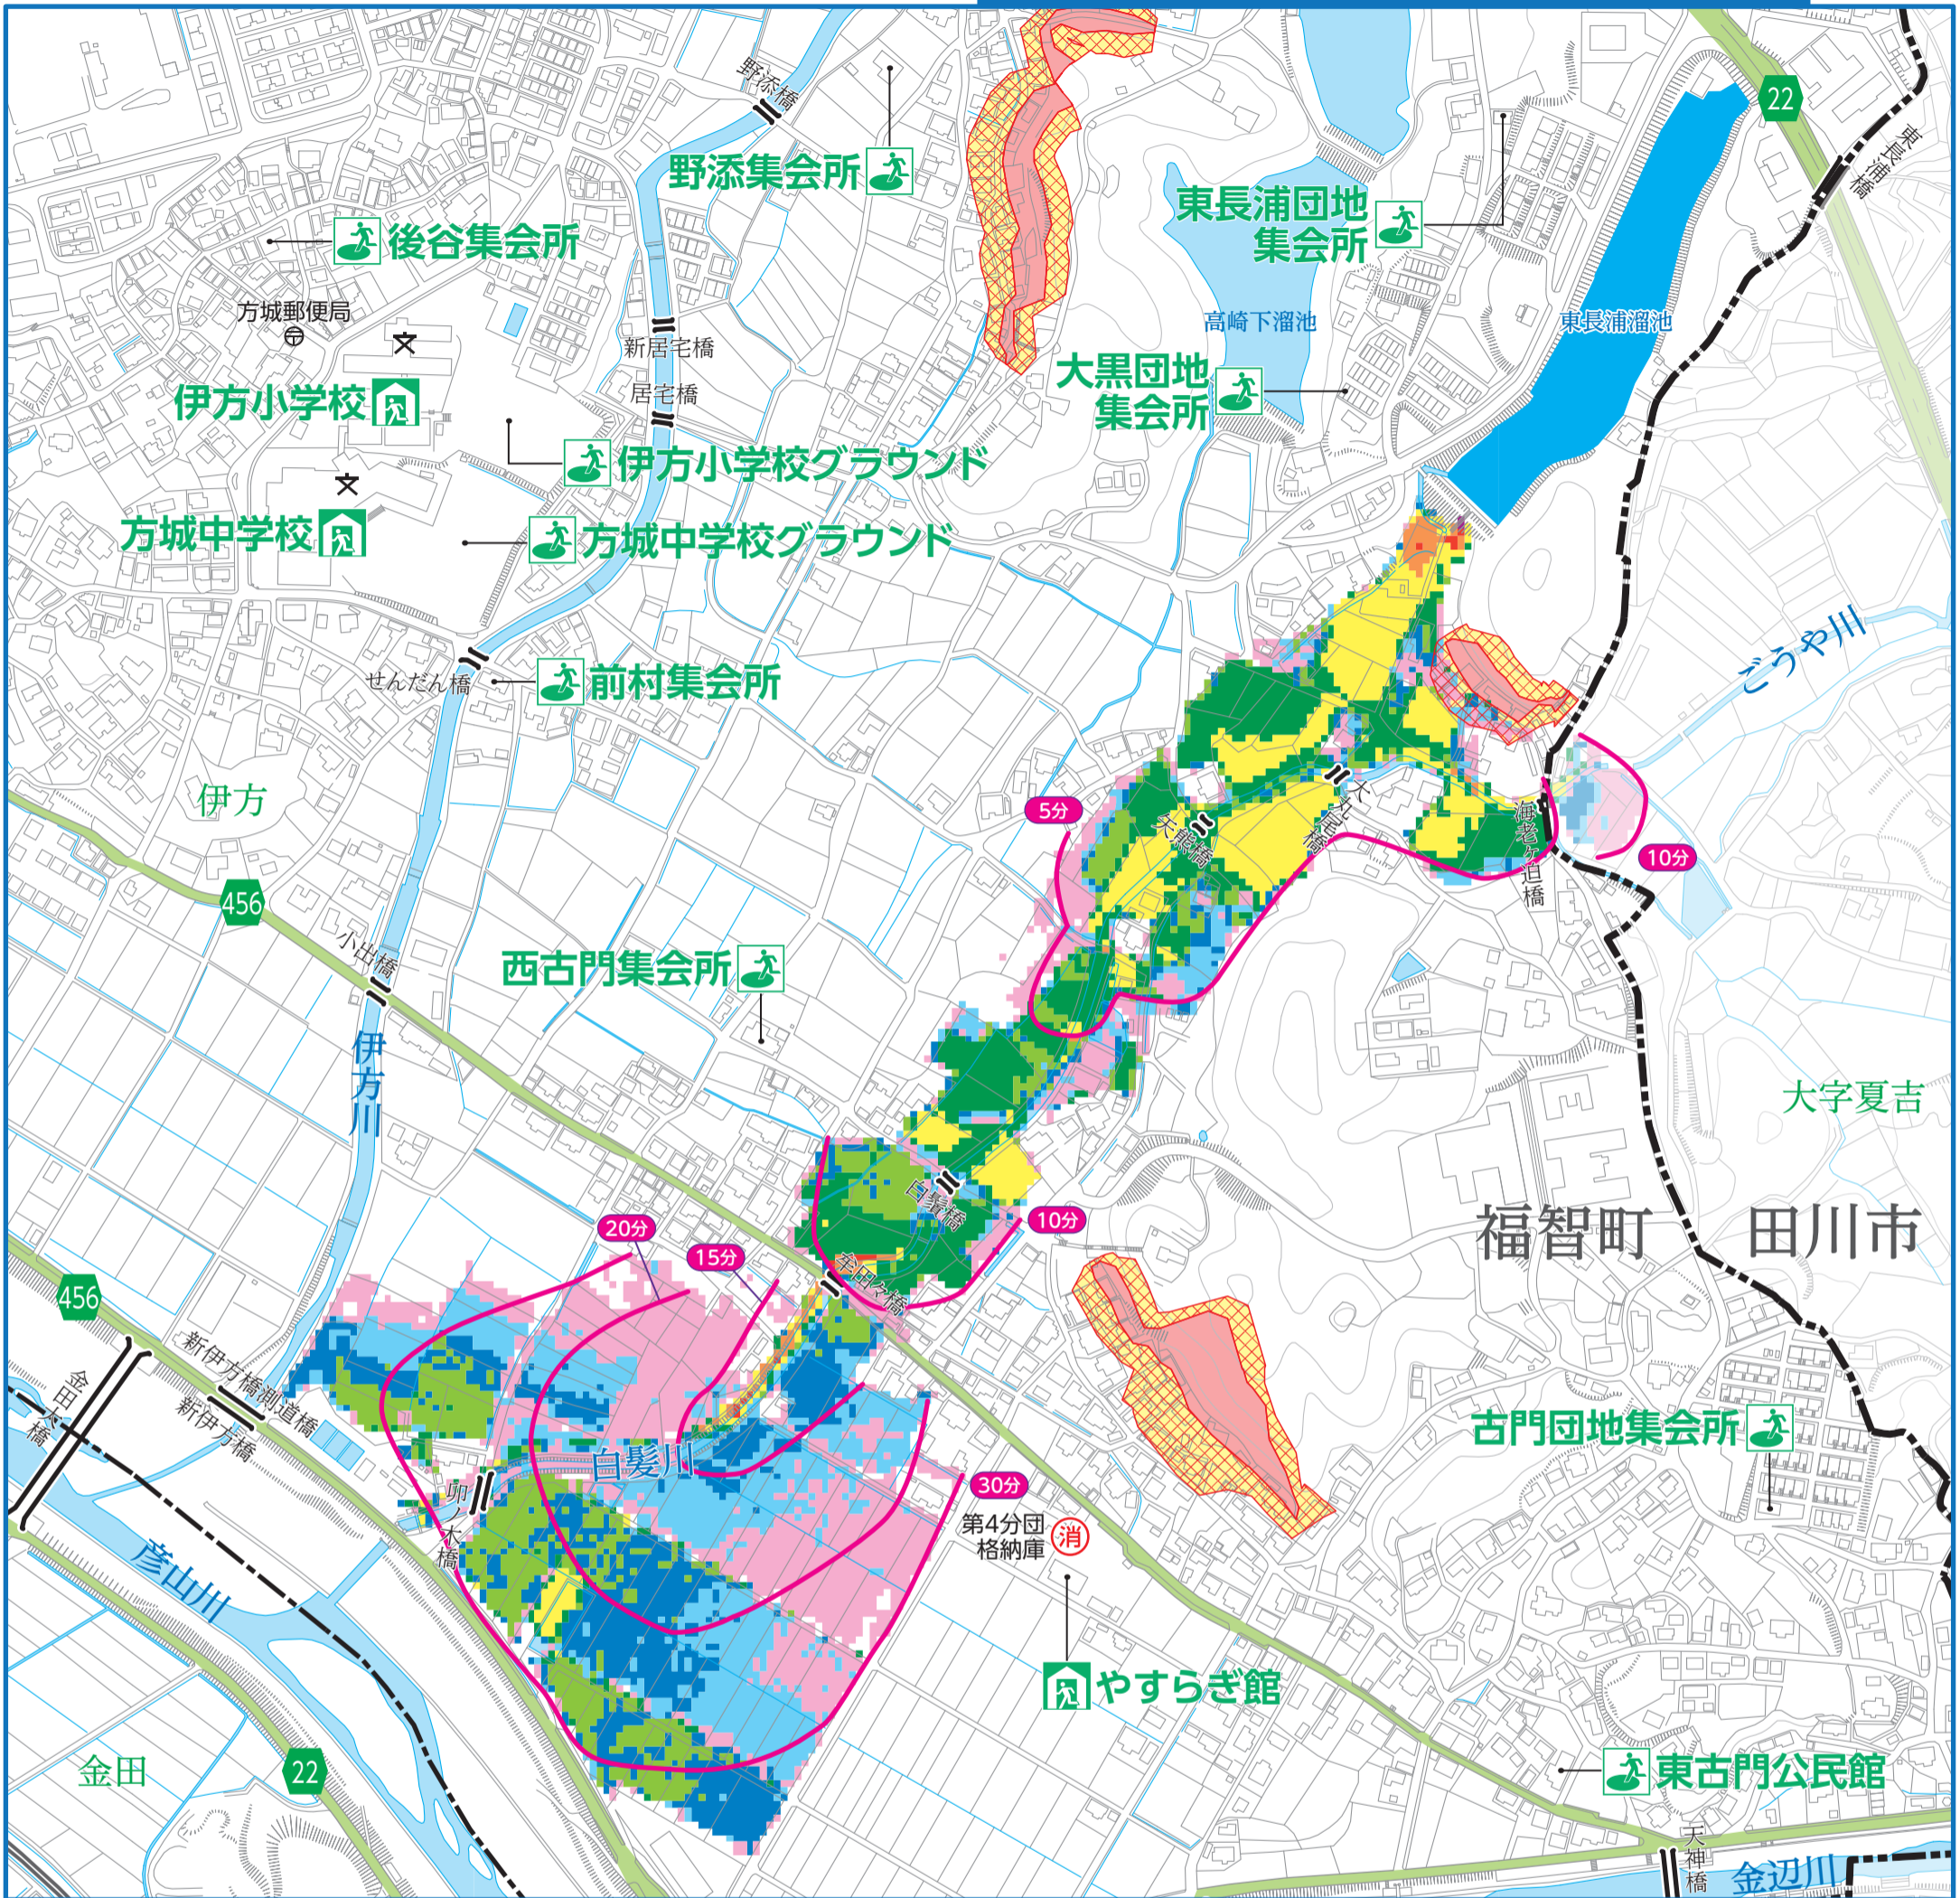 野添橋
22
東長浦橋
野添集会所
東長浦団地
集会所
後谷集会所
方城郵便局
新居宅橋
高崎下溜池
東長浦溜池
居宅橋
大黒団地
集会所
伊方小学校
伊方小学校グラウンド
方城中学校
方城中学校グラウンド
ごうや川
せんだん橋
前村集会所
伊方
5分
大丸尾橋
矢熊橋
海老ヶ迫橋
10分
456
小出橋
西古門集会所
伊方川
大字夏吉
白髪橋
福智町
田川市
20分
15分
10分
牟田々橋
456
新伊方橋測道橋
新伊方橋
金田大橋
古門団地集会所
白髪川
30分
卯ノ木橋
第4分団
格納庫
消
彦山川
やすらぎ館
金田
22
東古門公民館
天神橋
金辺川